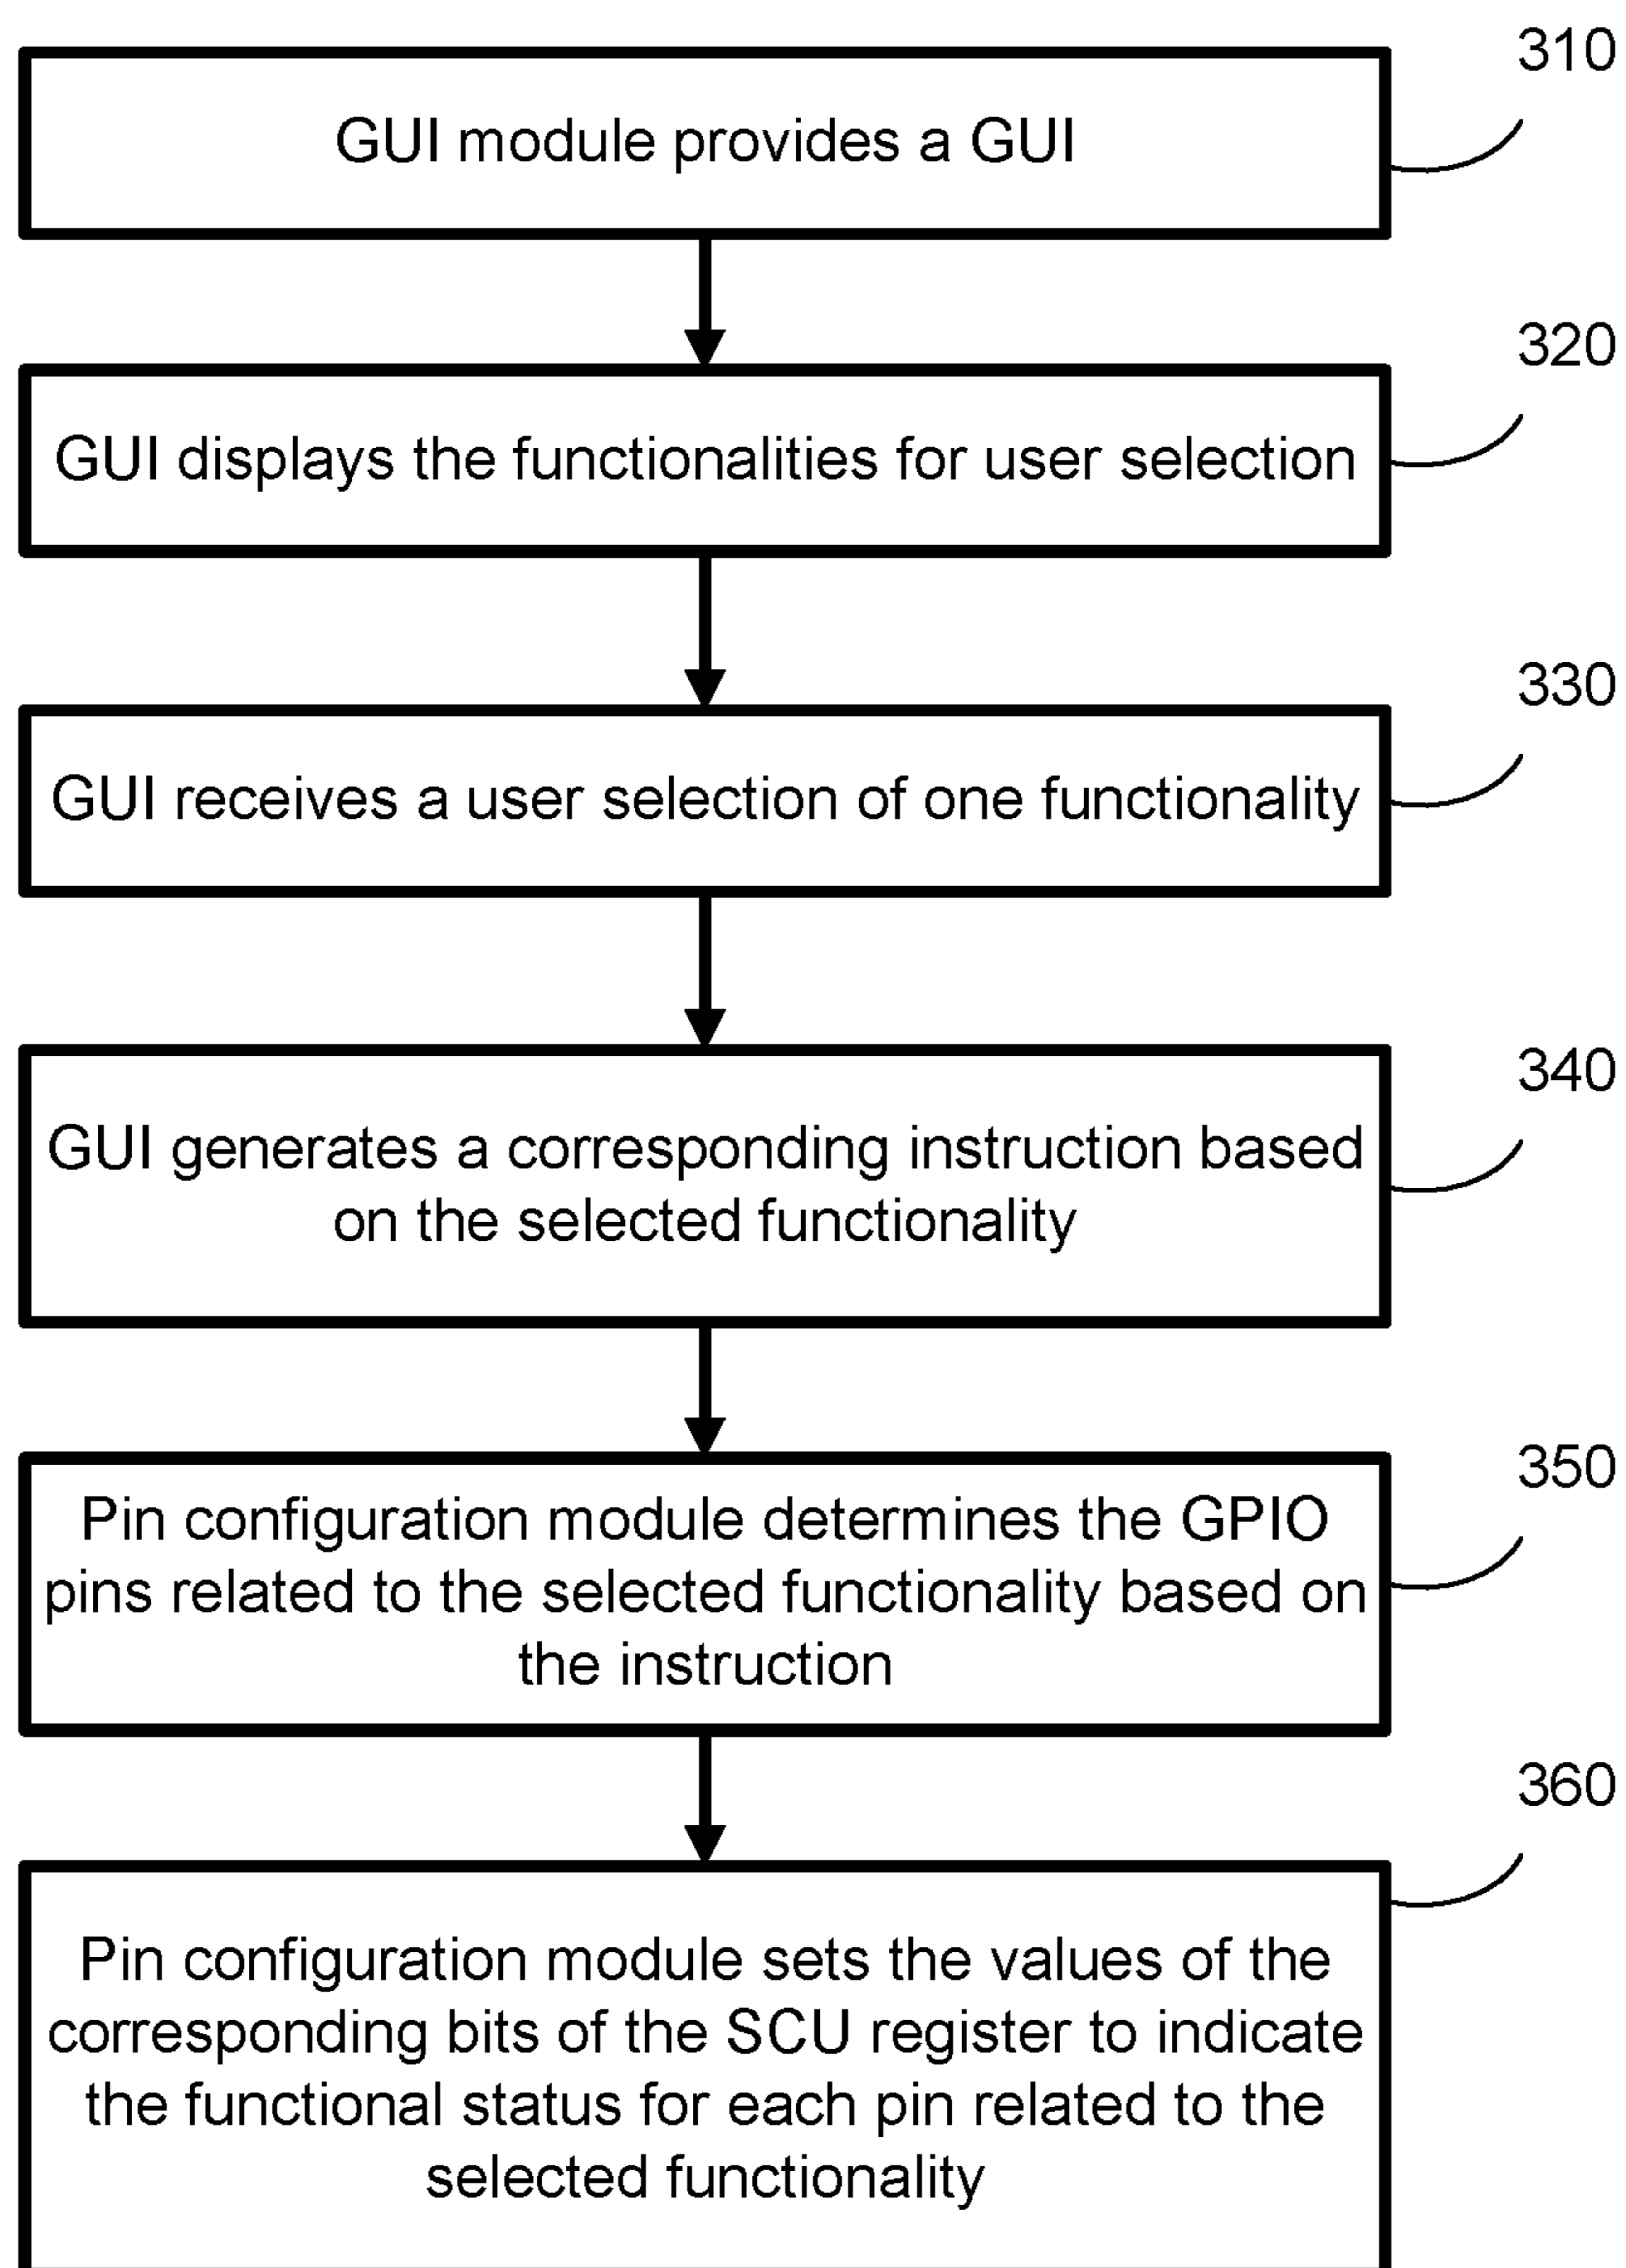 310
GUI module provides a GUI
320
GUI displays the functionalities for user selection
330
GUI receives a user selection of one functionality
340
GUI generates a corresponding instruction based
on the selected functionality
350
Pin configuration module determines the GPIO
pins related to the selected functionality based on
the instruction
360
Pin configuration module sets the values of the
corresponding bits of the SCU register to indicate
the functional status for each pin related to the
selected functionality